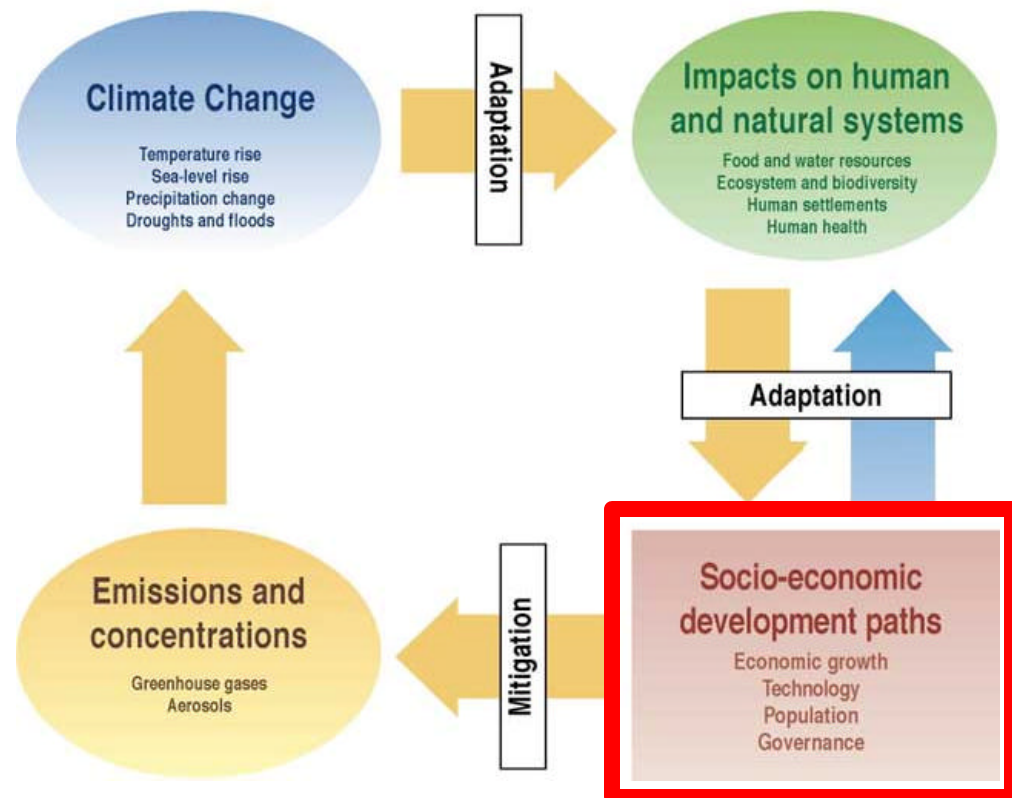 Climate Change
Temperature rise
Sea-level rise
Precipitation change
Droughts and floods
Adaptation
Impacts on human
and natural systems
Food and water resources
Ecosystem and biodiversity
Human settlements
Human health
Adaptation
Emissions and
concentrations
Greenhouse gases
Aerosols
Mitigation
Socio-economic
development paths
Economic growth
Technology
Population
Governance